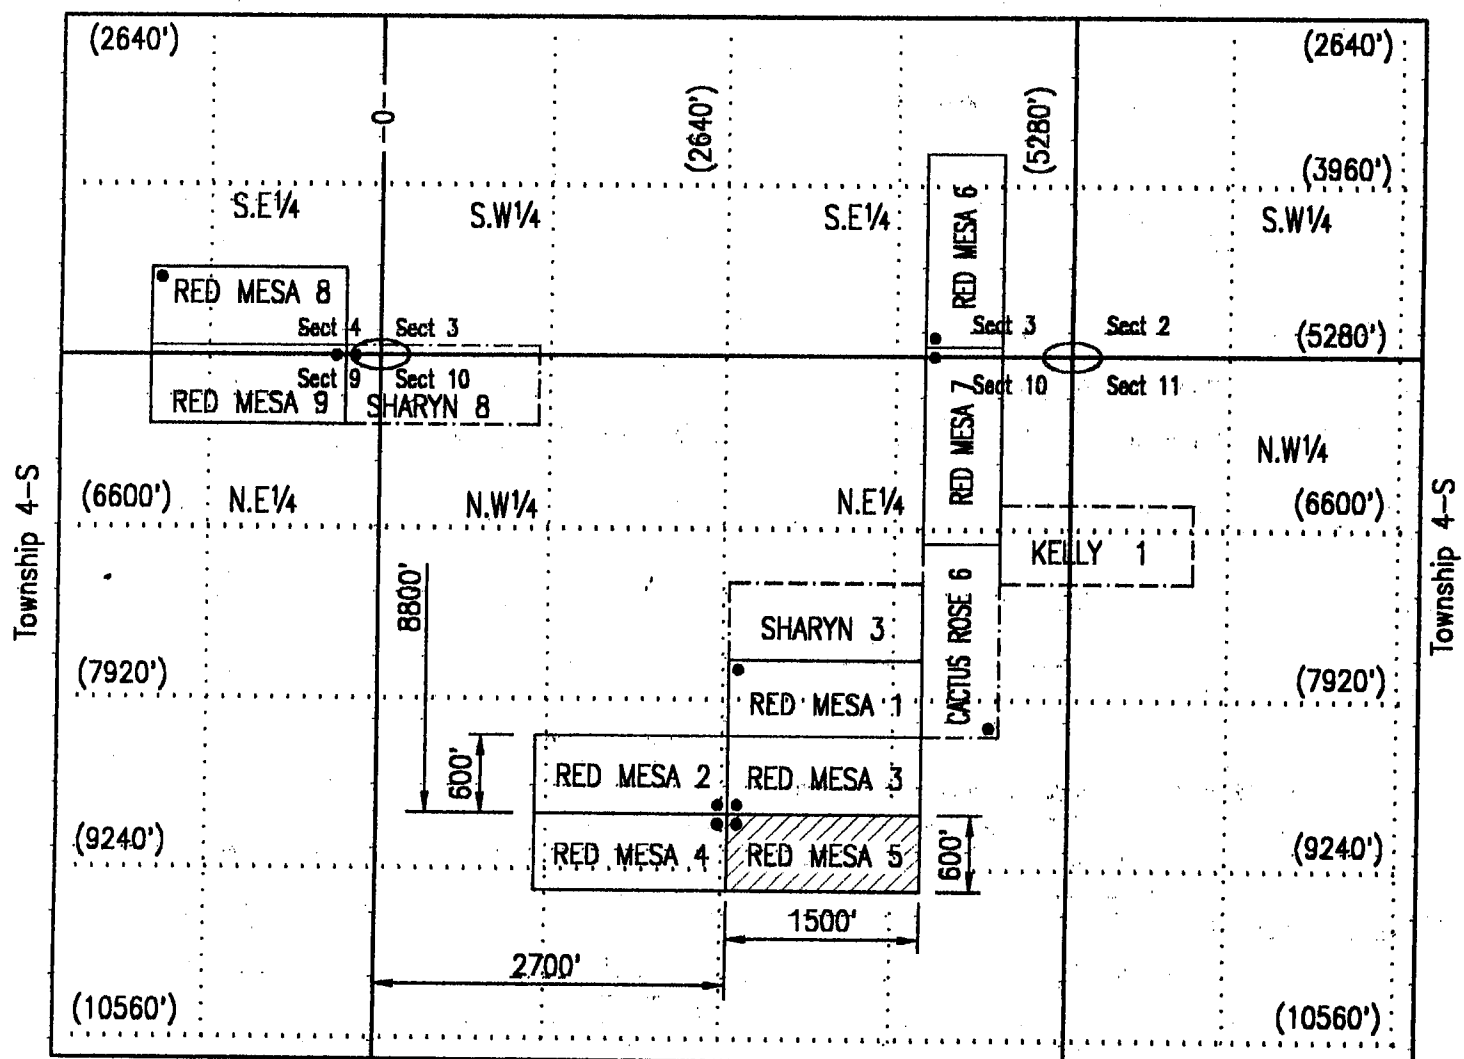 (2640')
(2640')
0
(2640')
(5280')
(3960')
S.E¼
S.W¼
S.E¼
S.W¼
RED MESA 6
RED MESA 8
Sect 4
Sect 3
Sect 3
Sect 2
(5280')
Sect 9
Sect 10
Sect 10
Sect 11
RED MESA 9
SHARYN 8
RED MESA 7
N.W¼
(6600')
N.E¼
N.W¼
N.E¼
(6600')
Township 4-S
Township 4-S
KELLY 1
8800'
SHARYN 3
CACTUS ROSE 6
(7920')
(7920')
RED MESA 1
600'
RED MESA 2
RED MESA 3
(9240')
RED MESA 4
RED MESA 5
600'
(9240')
1500'
2700'
(10560')
(10560')